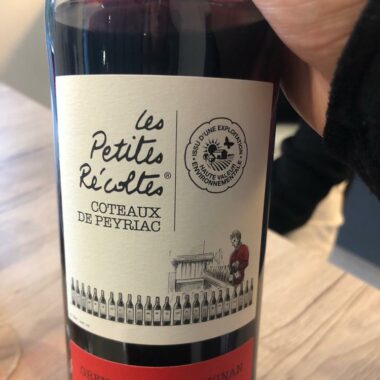 Les
Petites
Récoltes®
COTEAUX
DE PEYRIAC
ISSU D'UNE EXPLOITATION
HAUTE VALEUR
ENVIRONNEMENTALE